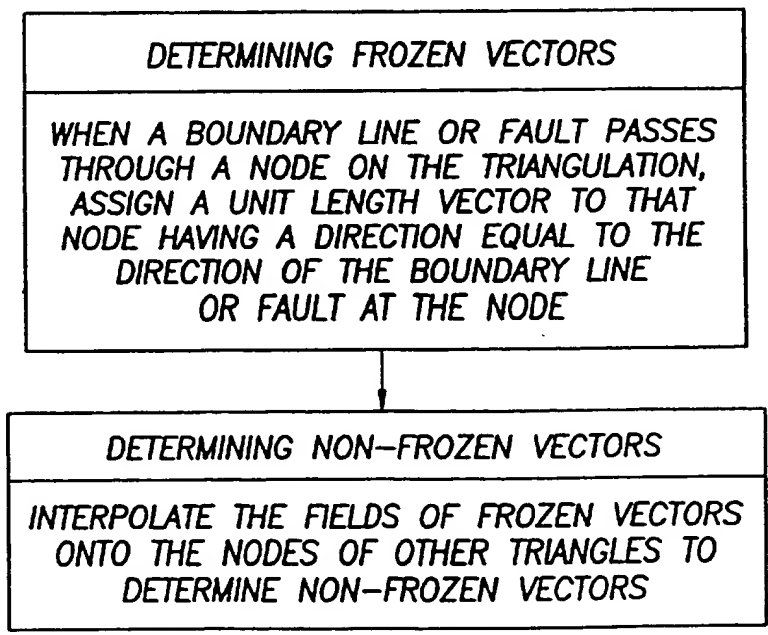 DETERMINING FROZEN VECTORS
WHEN A BOUNDARY LINE OR FAULT PASSES
THROUGH A NODE ON THE TRIANGULATION,
ASSIGN A UNIT LENGTH VECTOR TO THAT
NODE HAVING A DIRECTION EQUAL TO THE
DIRECTION OF THE BOUNDARY LINE
OR FAULT AT THE NODE
DETERMINING NON-FROZEN VECTORS
INTERPOLATE THE FIELDS OF FROZEN VECTORS
ONTO THE NODES OF OTHER TRIANGLES TO
DETERMINE NON-FROZEN VECTORS